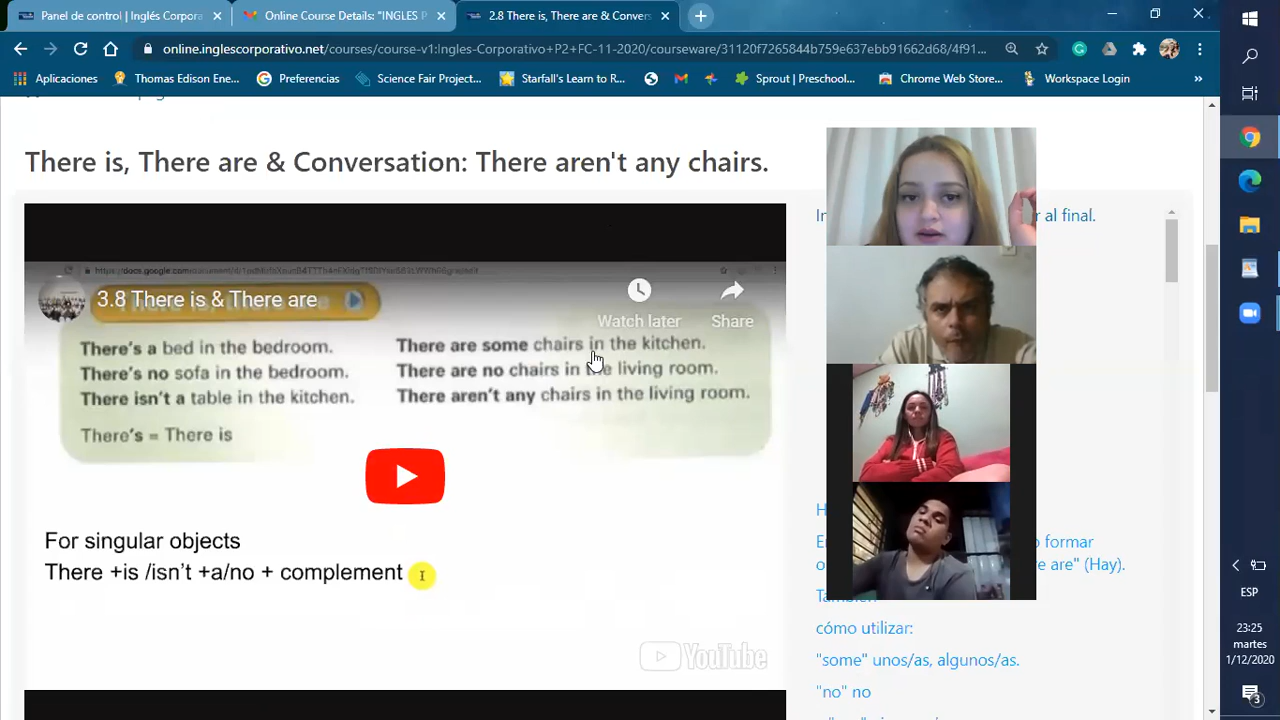 Panel de control | Inglés Corpora
Online Course Details: "INGLES P
2.8 There is, There are & Convers
online.inglescorporativo.net/courses/course-v1:Ingles-Corporativo+P2+FC-11-2020/courseware/31120f7265844b759e637ebb91662d68/4f91...
Aplicaciones
Thomas Edison Ene...
Preferencias
Science Fair Project...
Starfall's Learn to R...
Sprout | Preschool...
Chrome Web Store...
Workspace Login
There is, There are & Conversation: There aren't any chairs.
3.8 There is & There are
Watch later
Share
There's a bed in the bedroom.
There's no sofa in the bedroom.
There isn't a table in the kitchen.
There's = There is
There are some chairs in the kitchen.
There are no chairs in the living room.
There aren't any chairs in the living room.
For singular objects
There +is /isn't +a/no + complement
YouTube
r al final.
formar
e are" (Hay).
También
cómo utilizar:
"some" unos/as, algunos/as.
"no" no
ESP
23:25
martes
1/12/2020
3